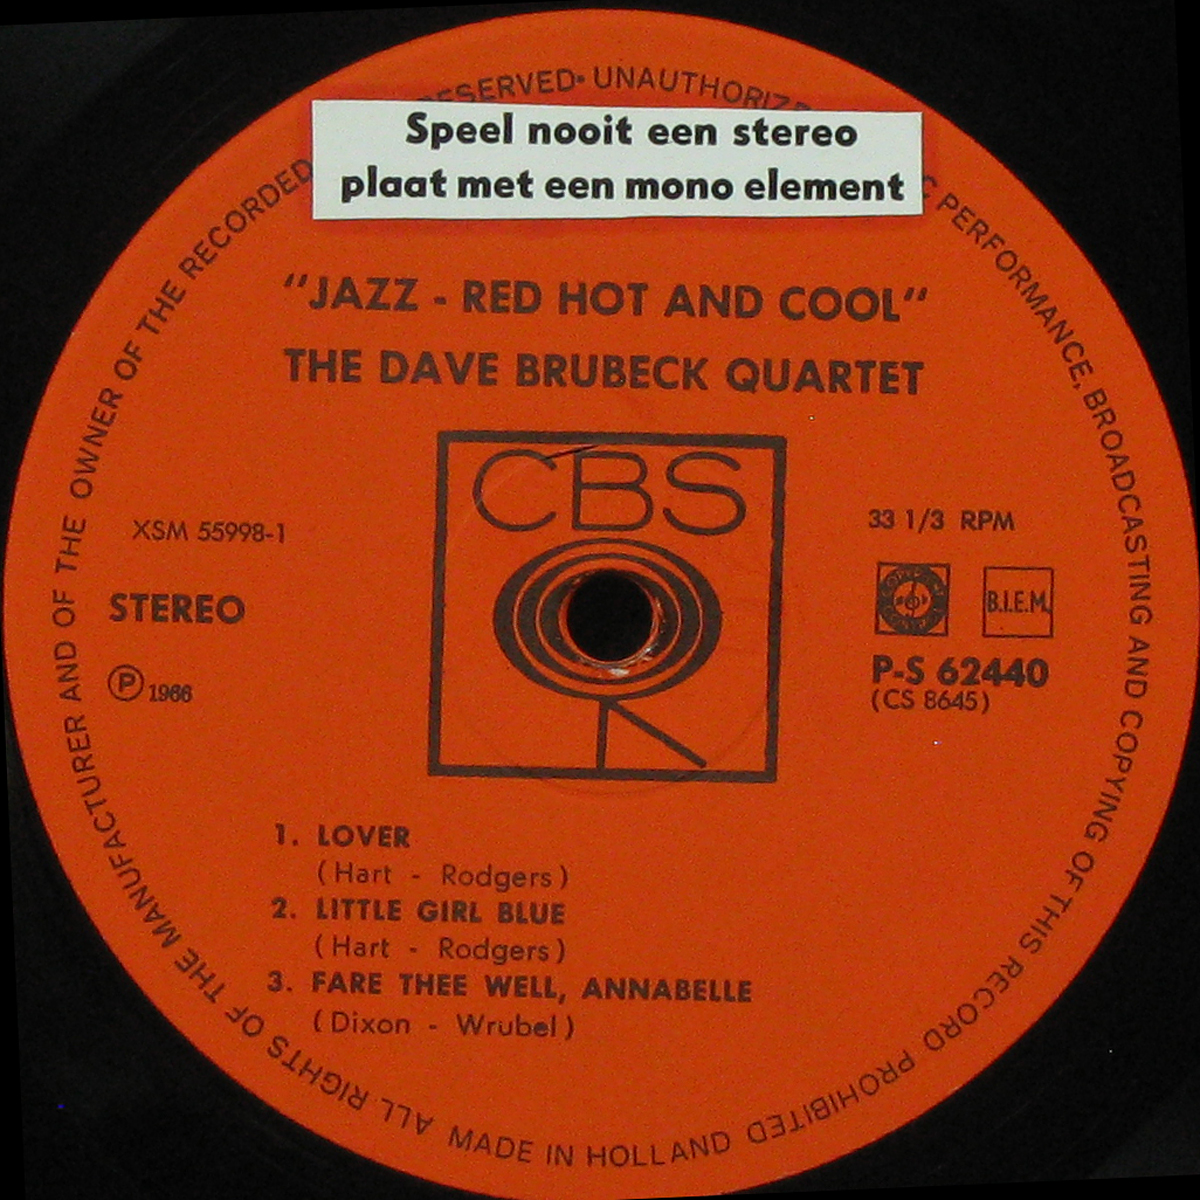 Speel nooit een stereo
plaat met een mono element
"JAZZ - RED HOT AND COOL"
THE DAVE BRUBECK QUARTET
CBS
XSM 55998-1
STEREO
℗ 1966
33 1/3 RPM
B.I.E.M.
P-S 62440
(CS 8645)
1. LOVER
(Hart - Rodgers)
2. LITTLE GIRL BLUE
(Hart - Rodgers)
3. FARE THEE WELL, ANNABELLE
(Dixon - Wrubel)
ALL RIGHTS OF THE MANUFACTURER AND OF THE OWNER OF THE RECORDED
UNAUTHORIZ
PERFORMANCE, BROADCASTING AND COPYING OF THIS RECORD PROHIBITED
MADE IN HOLLAND